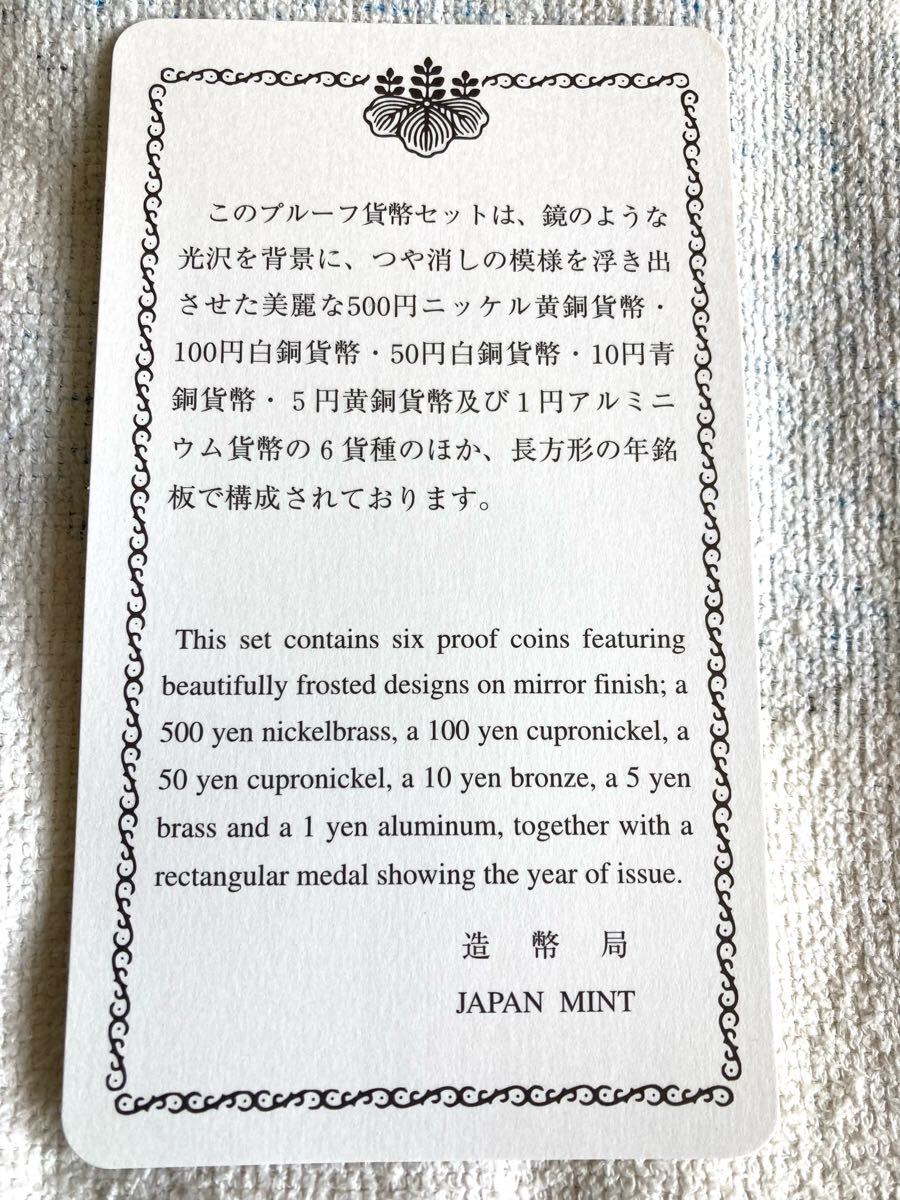 このプルーフ貨幣セットは、鏡のような
光沢を背景に、つや消しの模様を浮き出
させた美麗な500円ニッケル黄銅貨幣・
100円白銅貨幣・50円白銅貨幣・10円青
銅貨幣・５円黄銅貨幣及び１円アルミニ
ウム貨幣の６貨種のほか、長方形の年銘
板で構成されております。
This set contains six proof coins featuring
beautifully frosted designs on mirror finish; a
500 yen nickelbrass, a 100 yen cupronickel, a
50 yen cupronickel, a 10 yen bronze, a 5 yen
brass and a 1 yen aluminum, together with a
rectangular medal showing the year of issue.
造幣局
JAPAN MINT